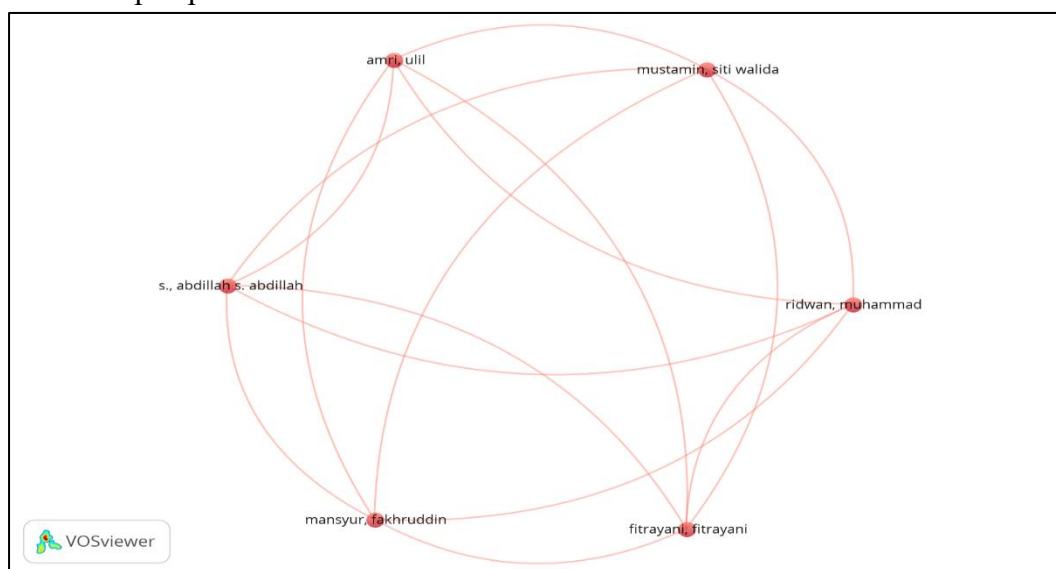 amri, ulil
mustamin, siti walida
s., abdillah s. abdillah
ridwan, muhammad
mansyur, fakhruddin
fitrayani, fitrayani
VOSviewer